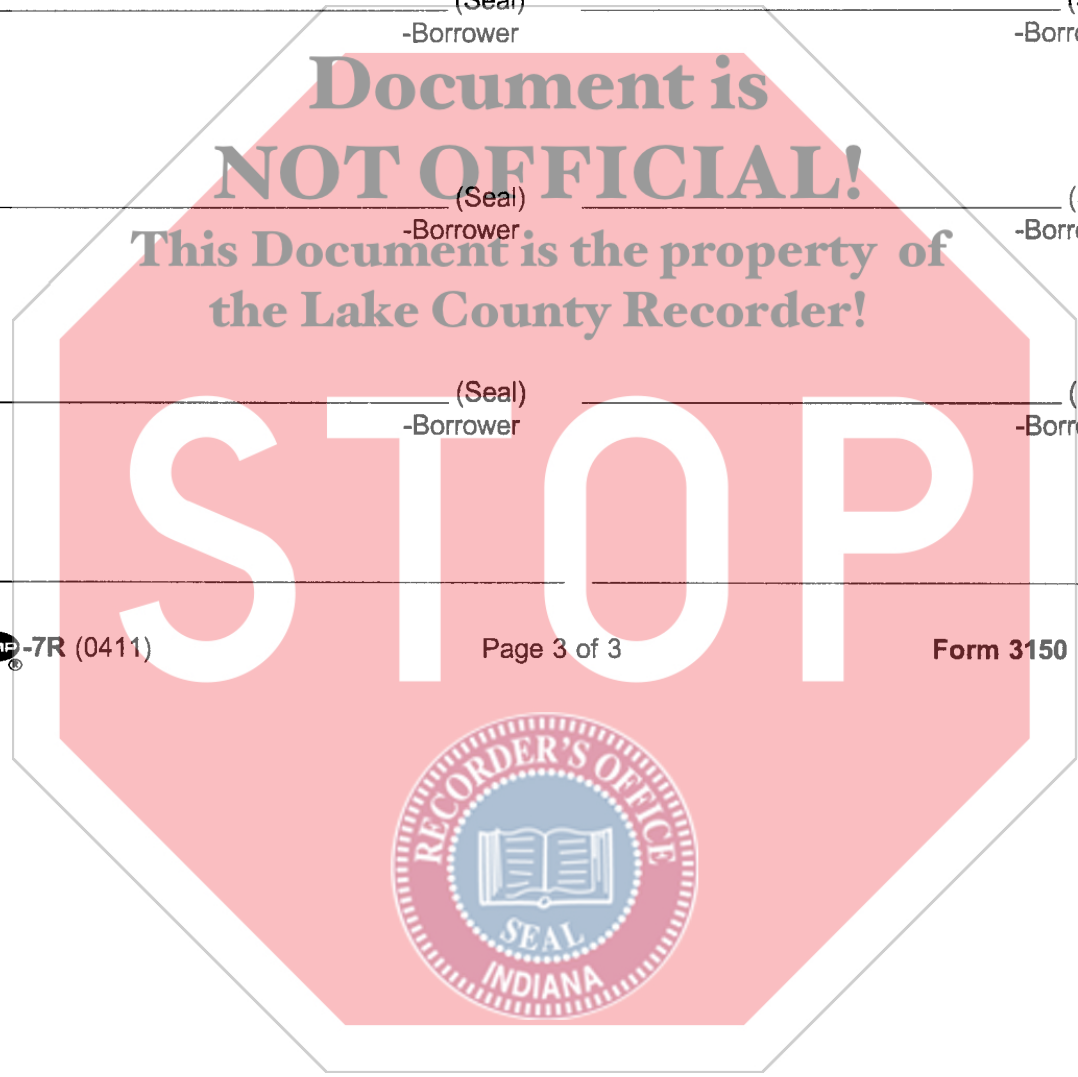 (Seal)
-Borrower -Borr
Document is
NOT OFFICIAL!
(Seal) (
-Borrower -Borr
This Document is the property of
the Lake County Recorder!
(Seal) (
-Borrower -Borr
STOP
-7R (0411) Page 3 of 3 Form 3150
®
RECORDER'S OFFICE
SEAL
INDIANA